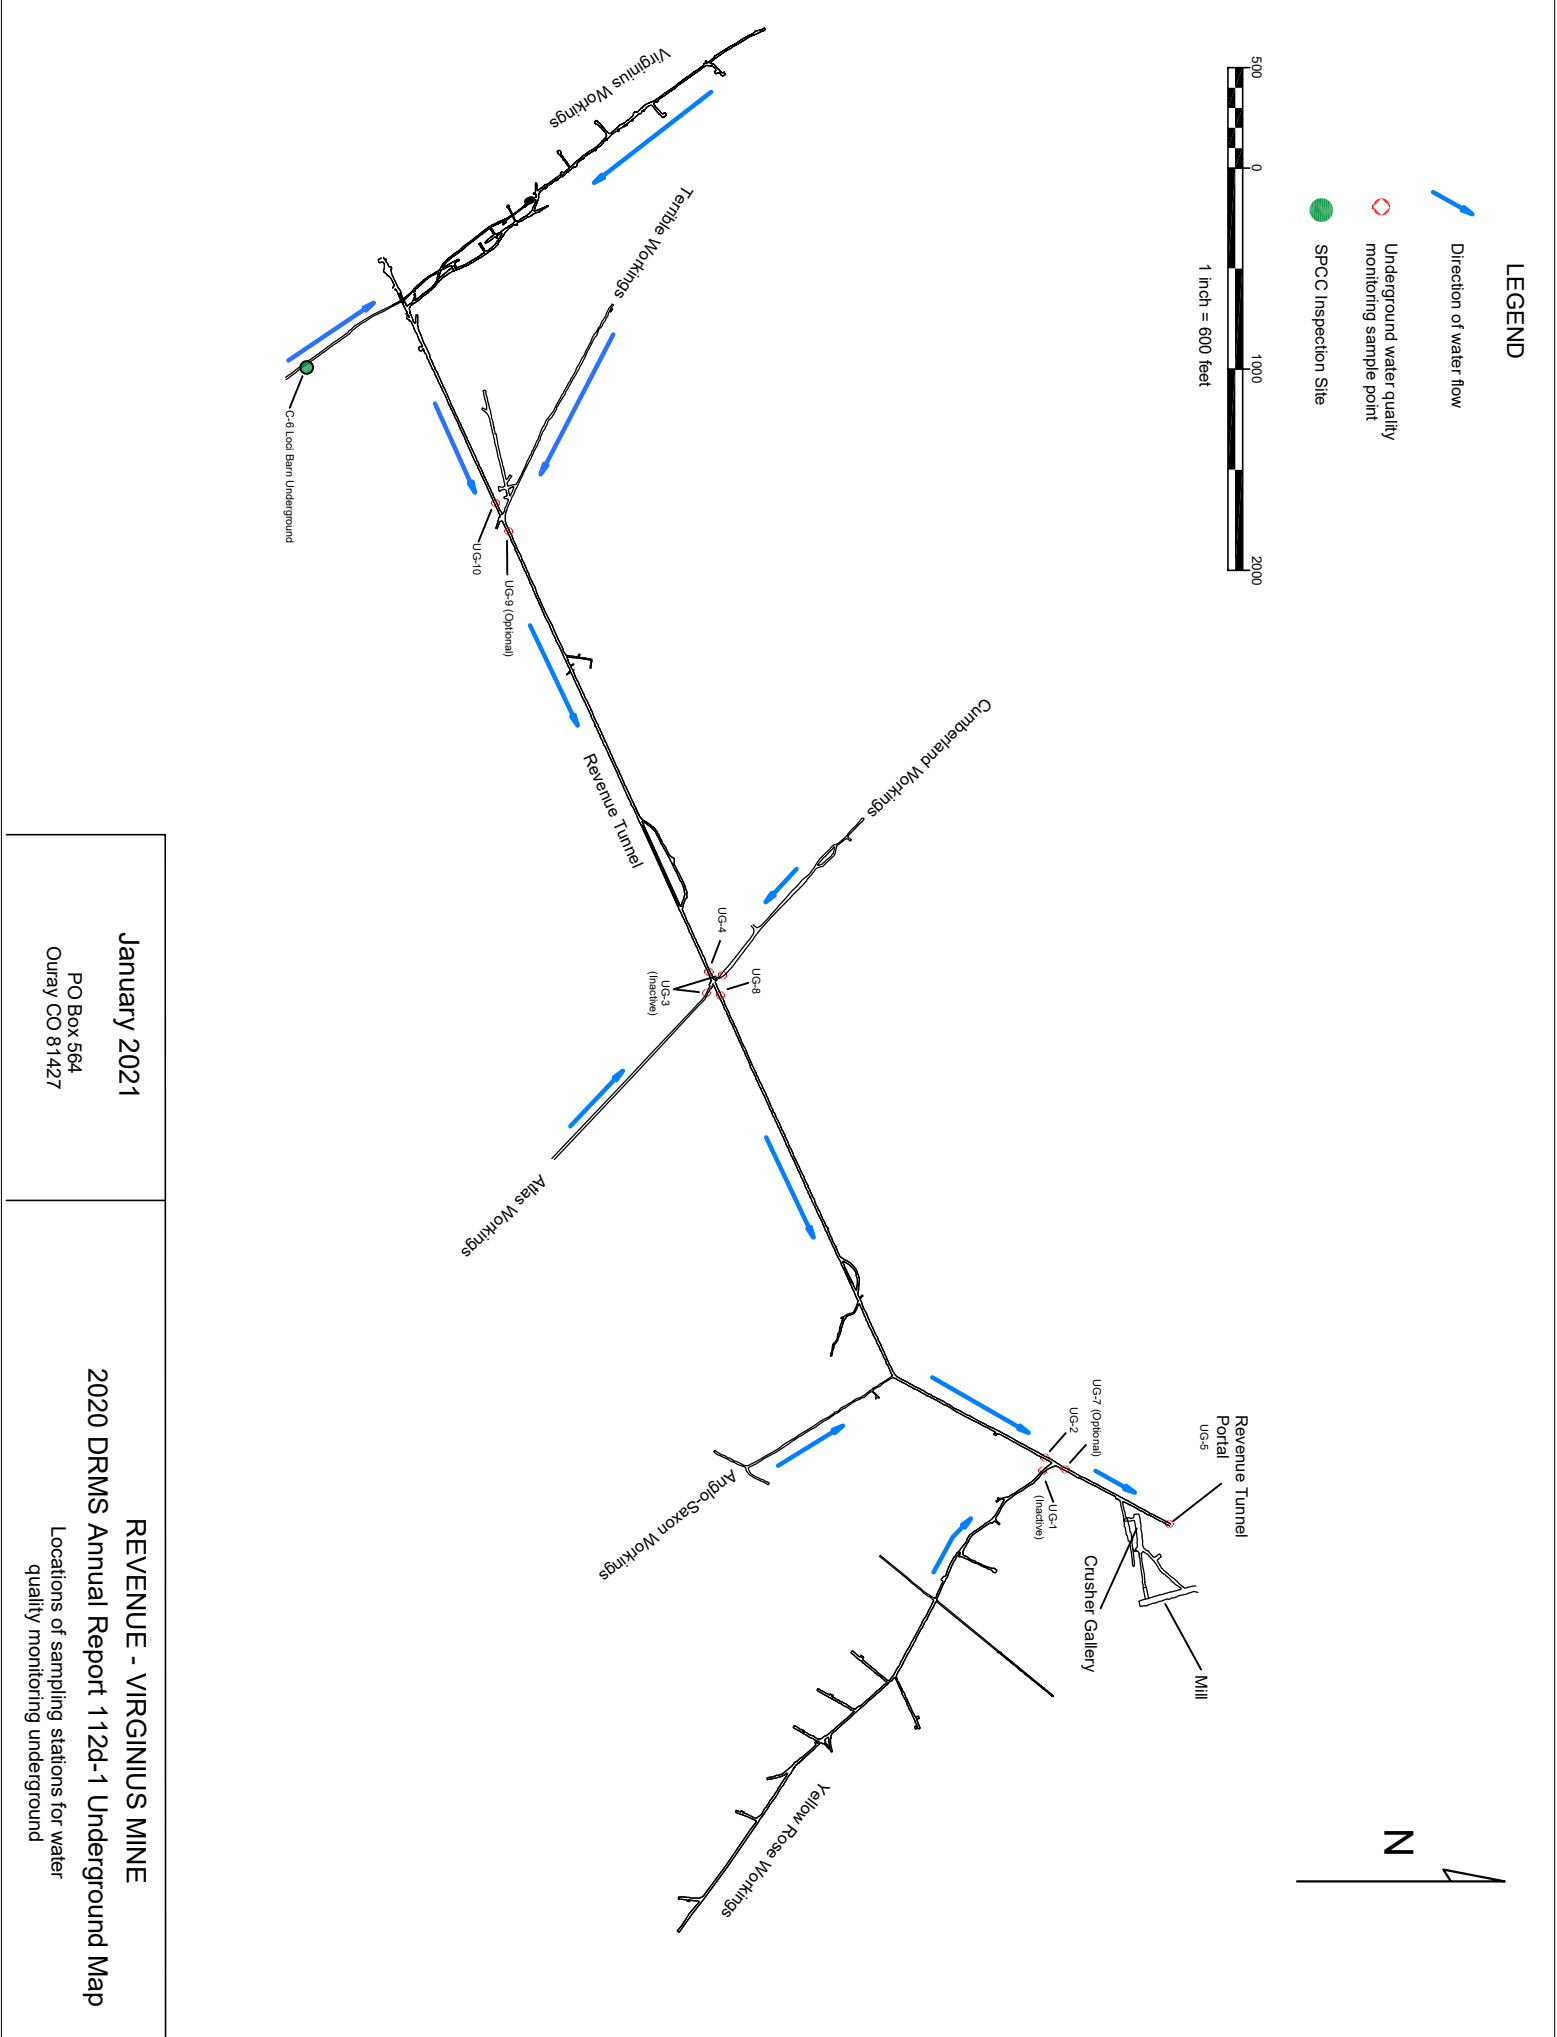 LEGEND
Direction of water flow
Underground water quality
monitoring sample point
SPCC Inspection Site
500
0
1000
2000
1 inch = 600 feet
N
Virginius Workings
Terrible Workings
C-6 Loci Barn Underground
UG-10
UG-9 (Optional)
Revenue Tunnel
Cumberland Workings
UG-4
UG-8
UG-3
(Inactive)
Atlas Workings
Anglo-Saxon Workings
UG-7 (Optional)
UG-2
UG-1
(Inactive)
Revenue Tunnel
Portal
UG-5
Crusher Gallery
Mill
Yellow Rose Workings
January 2021
PO Box 564
Ouray CO 81427
REVENUE - VIRGINIUS MINE
2020 DRMS Annual Report 112d-1 Underground Map
Locations of sampling stations for water
quality monitoring underground